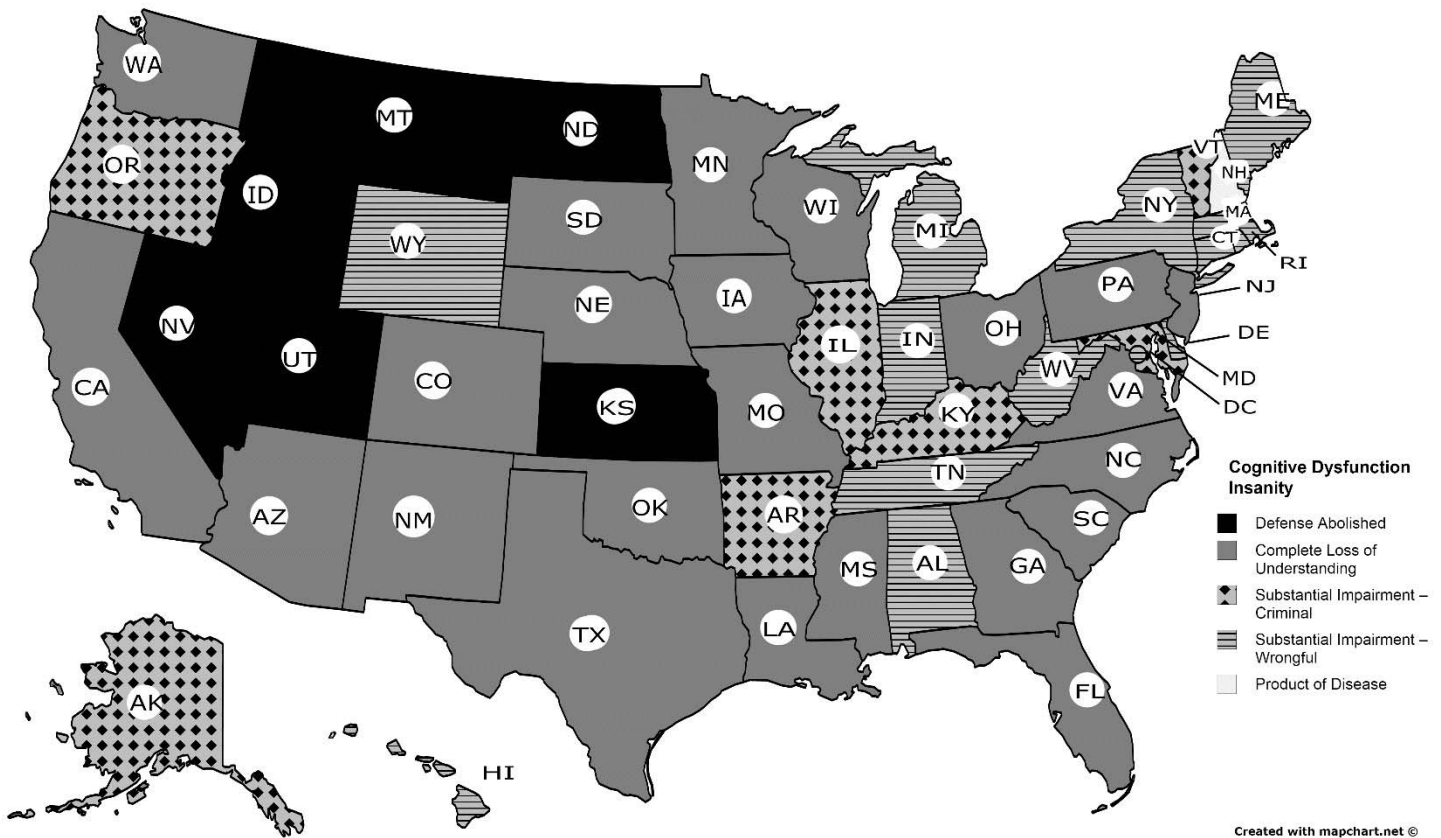 WA
MT
ND
MN
ME
VT
NH
OR
ID
SD
WI
MI
NY
MA
CT
RI
WY
NJ
IA
NE
PA
NV
UT
IL
IN
OH
DE
CO
WV
MD
CA
KS
MO
KY
VA
DC
TN
NC
OK
AZ
NM
AR
SC
MS
AL
GA
TX
LA
FL
AK
HI
Cognitive Dysfunction
Insanity
Defense Abolished
Complete Loss of
Understanding
Substantial Impairment –
Criminal
Substantial Impairment –
Wrongful
Product of Disease
Created with mapchart.net ©